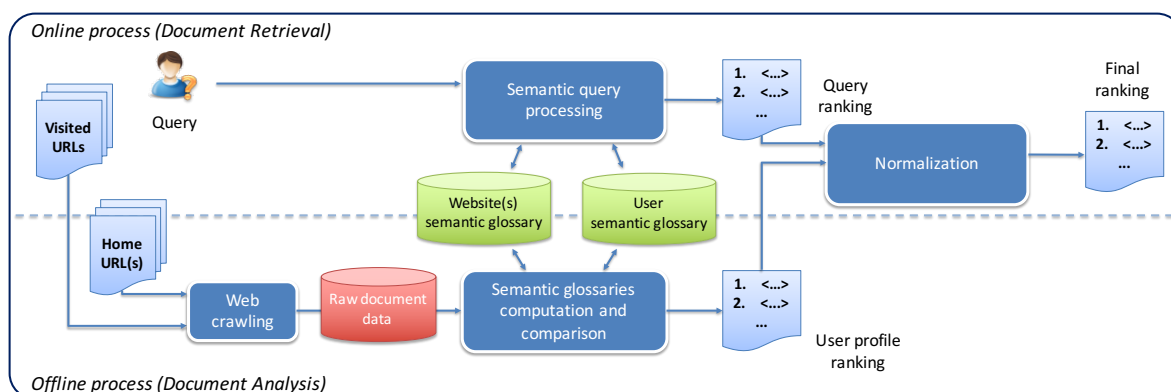 Online process (Document Retrieval)
Query
Visited
URLs
Semantic query
processing
1. <...>
2. <...>
...
Query
ranking
Normalization
Final
ranking
1. <...>
2. <...>
...
Website(s)
semantic glossary
User
semantic glossary
Home
URL(s)
Web
crawling
Raw document
data
Semantic glossaries
computation and
comparison
1. <...>
2. <...>
...
User profile
ranking
Offline process (Document Analysis)